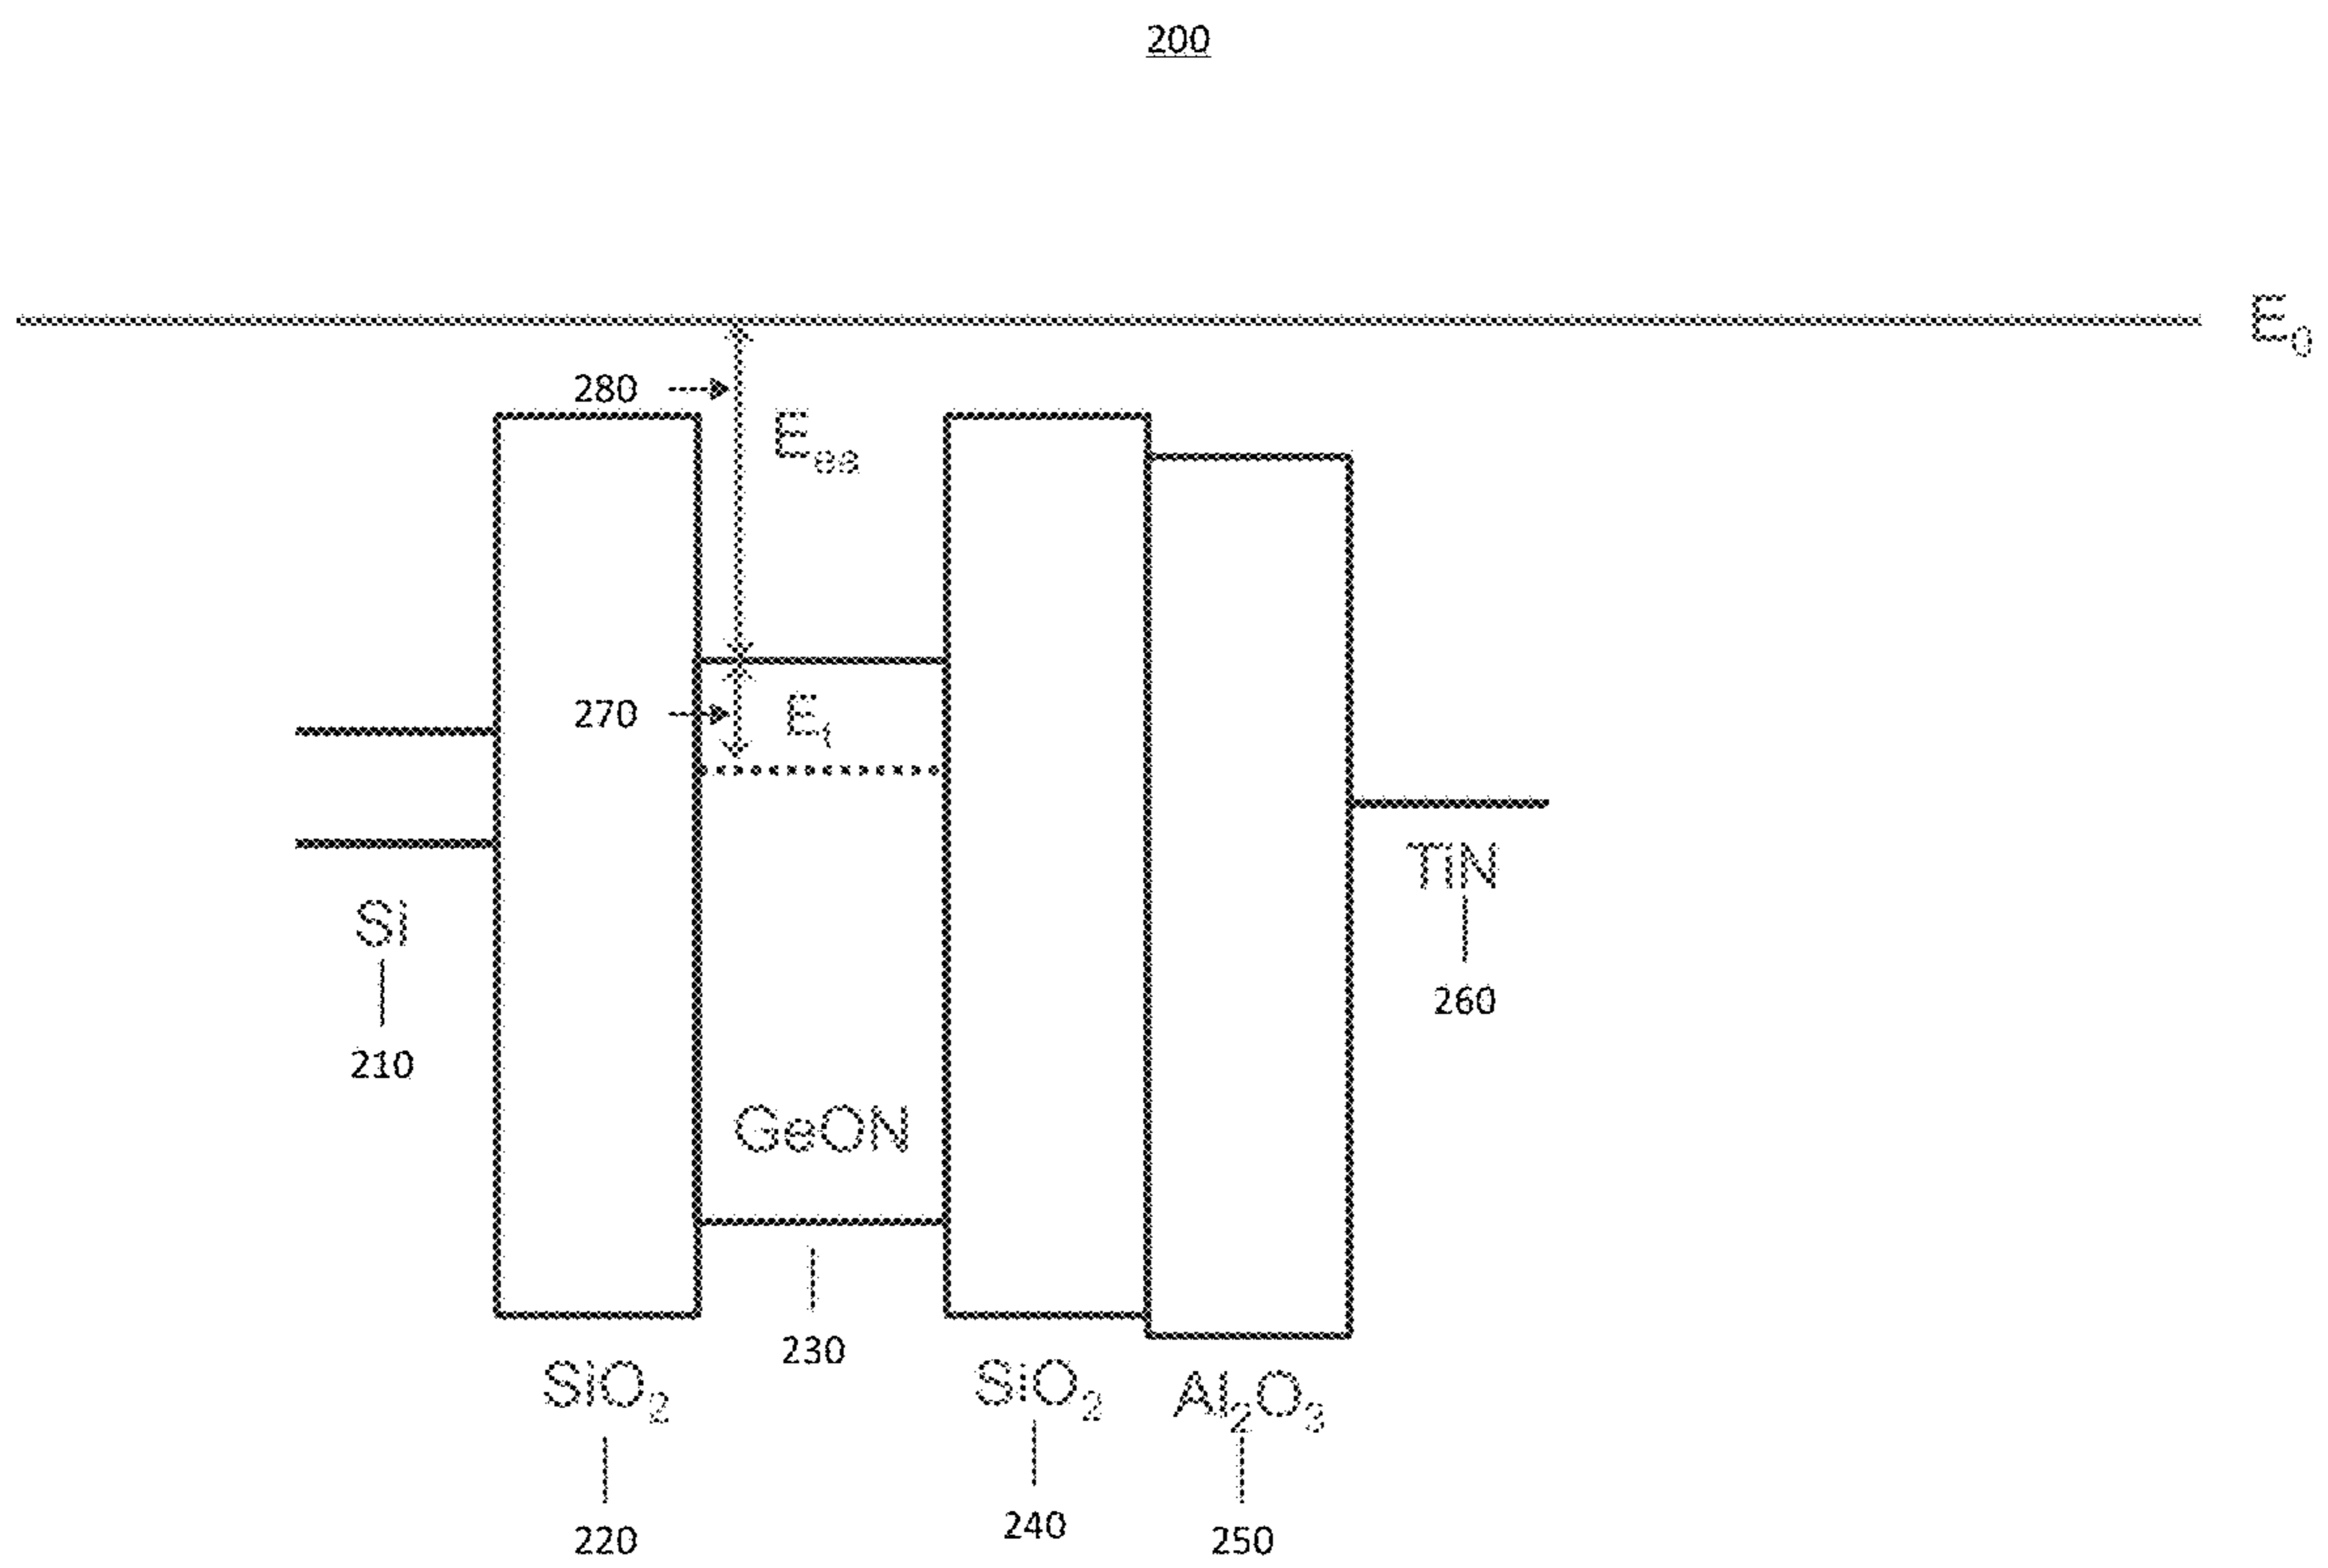 200
E₀
280
Eₑₐ
270
Eₜ
Si
210
TiN
260
GeON
230
SiO₂
220
SiO₂
240
Al₂O₃
250